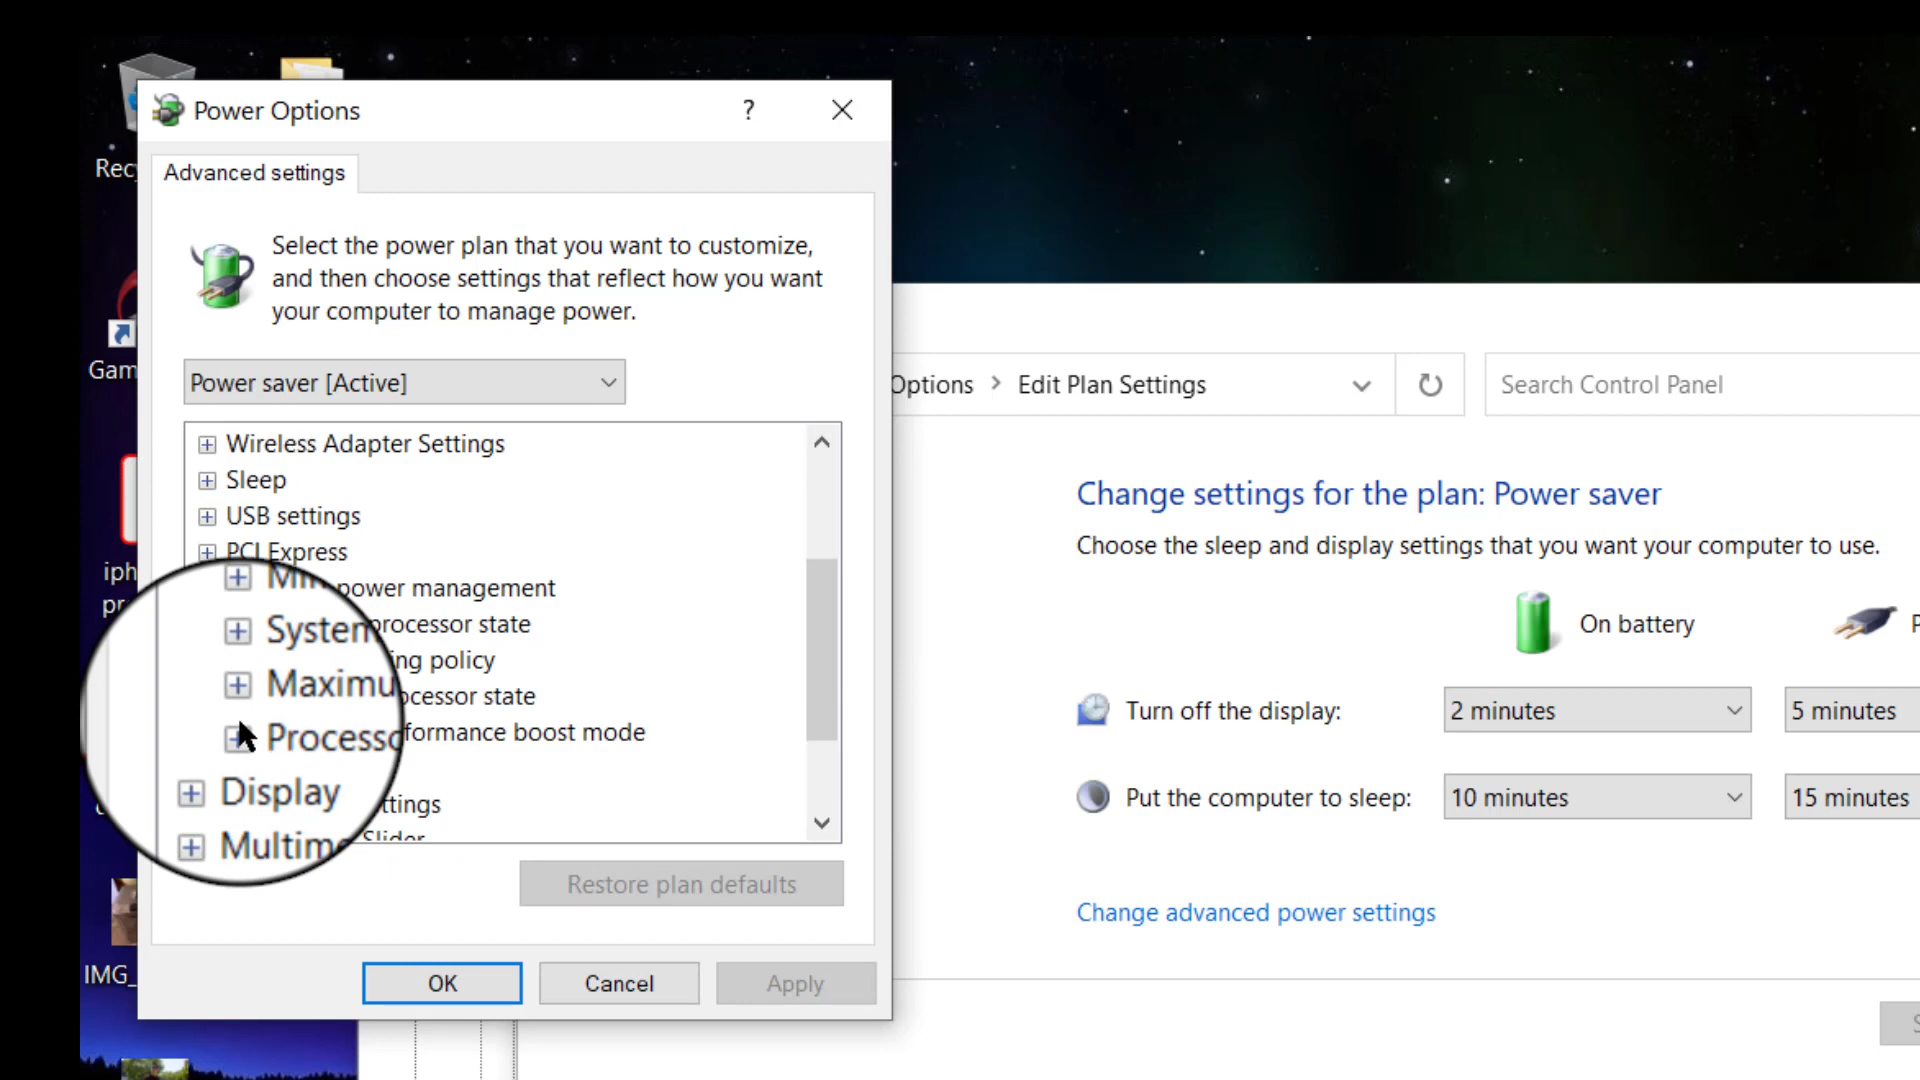 Power Options
?
Rec
Advanced settings
Select the power plan that you want to customize,
and then choose settings that reflect how you want
your computer to manage power.
Gam
Power saver [Active]
Options > Edit Plan Settings
Search Control Panel
Wireless Adapter Settings
Sleep
USB settings
PCI Express
iph
pr
Min
power management
System
processor state
ing policy
Maximu
ocessor state
Process
formance boost mode
Display
ttings
Multim
Slider
Restore plan defaults
OK
Cancel
Apply
IMG_
Change settings for the plan: Power saver
Choose the sleep and display settings that you want your computer to use.
On battery
Turn off the display:
2 minutes
5 minutes
Put the computer to sleep:
10 minutes
15 minutes
Change advanced power settings